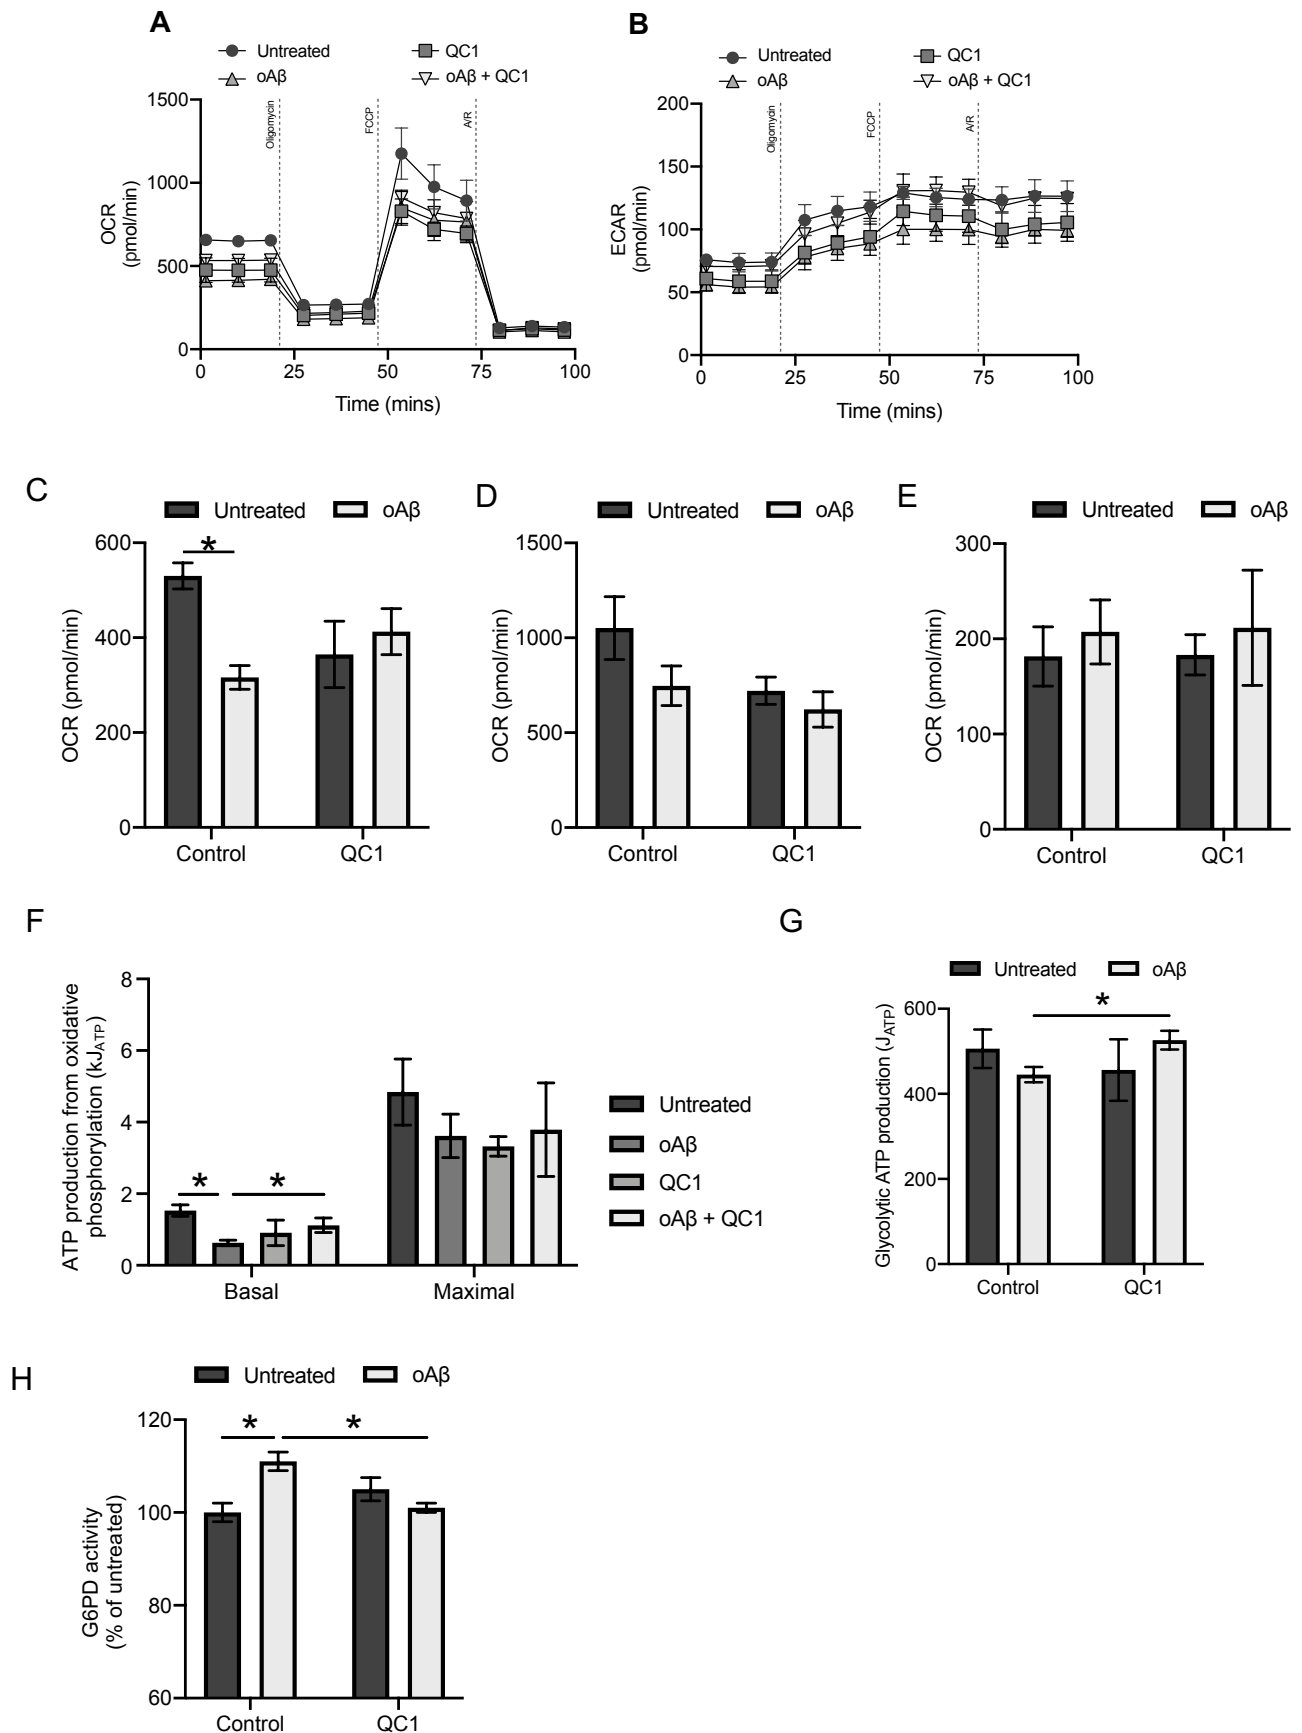 A
Untreated
QC1
oAβ
oAβ + QC1
1500
1000
500
0
OCR
(pmol/min)
Oligomycin
FCCP
A/R
0
25
50
75
100
Time (mins)
B
Untreated
QC1
oAβ
oAβ + QC1
200
150
100
50
0
ECAR
(pmol/min)
Oligomycin
FCCP
A/R
0
25
50
75
100
Time (mins)
C
Untreated
oAβ
600
400
200
0
OCR (pmol/min)
*
Control
QC1
D
Untreated
oAβ
1500
1000
500
0
OCR (pmol/min)
Control
QC1
E
Untreated
oAβ
300
200
100
0
OCR (pmol/min)
Control
QC1
F
8
6
4
2
0
ATP production from oxidative
phosphorylation (kJATP)
*
*
Basal
Maximal
Untreated
oAβ
QC1
oAβ + QC1
G
Untreated
oAβ
600
400
200
0
Glycolytic ATP production (JATP)
*
Control
QC1
H
Untreated
oAβ
120
100
80
60
G6PD activity
(% of untreated)
*
*
Control
QC1